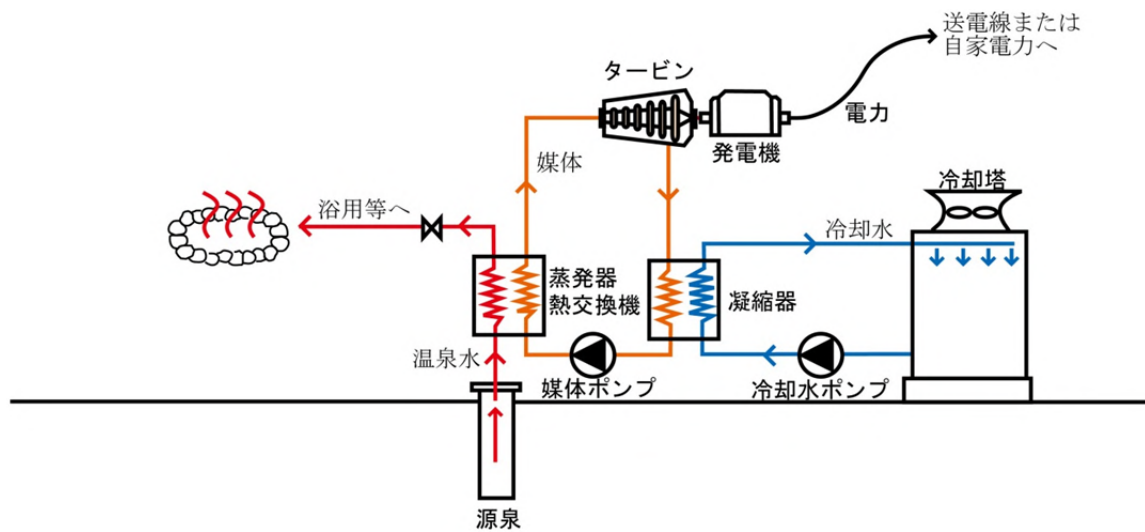 送電線または
自家電力へ
タービン
電力
発電機
媒体
冷却塔
浴用等へ
冷却水
蒸発器
熱交換機
凝縮器
温泉水
媒体ポンプ
冷却水ポンプ
源泉